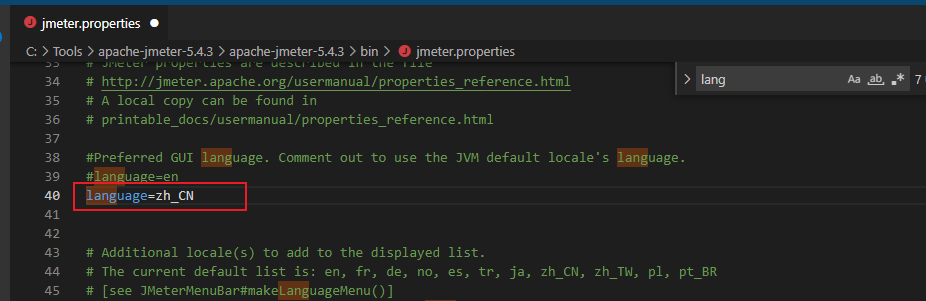 jmeter.properties
C: > Tools > apache-jmeter-5.4.3 > apache-jmeter-5.4.3 > bin > jmeter.properties
lang
Aa ab .* 7
33 # JMeter properties are described in the file
34 # http://jmeter.apache.org/usermanual/properties_reference.html
35 # A local copy can be found in
36 # printable_docs/usermanual/properties_reference.html
37
38 #Preferred GUI language. Comment out to use the JVM default locale's language.
39 #language=en
40 language=zh_CN
41
42
43 # Additional locale(s) to add to the displayed list.
44 # The current default list is: en, fr, de, no, es, tr, ja, zh_CN, zh_TW, pl, pt_BR
45 # [see JMeterMenuBar#makeLanguageMenu()]